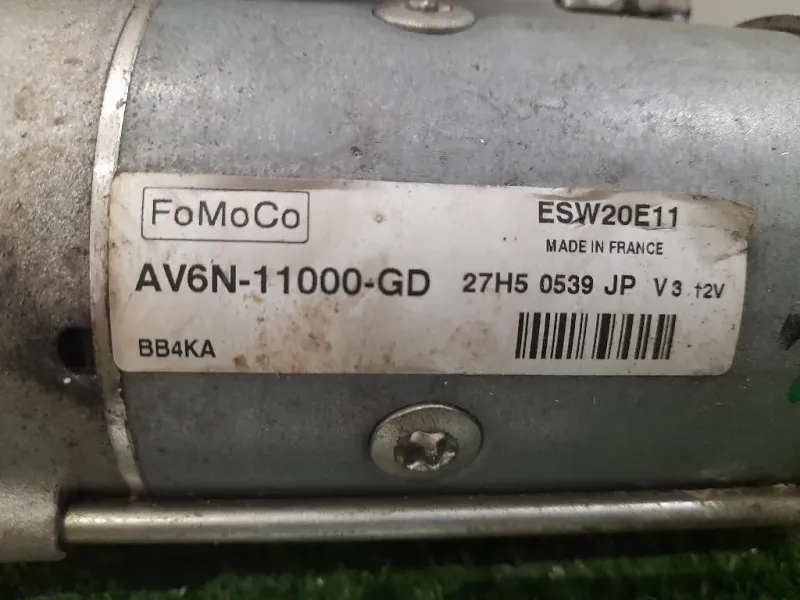 FoMoCo
ESW20E11
MADE IN FRANCE
AV6N-11000-GD 27H5 0539 JP V3 12V
BB4KA